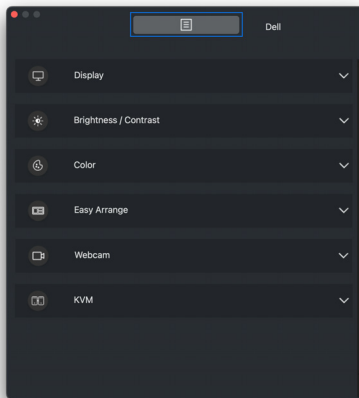 Dell
Display
Brightness / Contrast
Color
Easy Arrange
Webcam
KVM